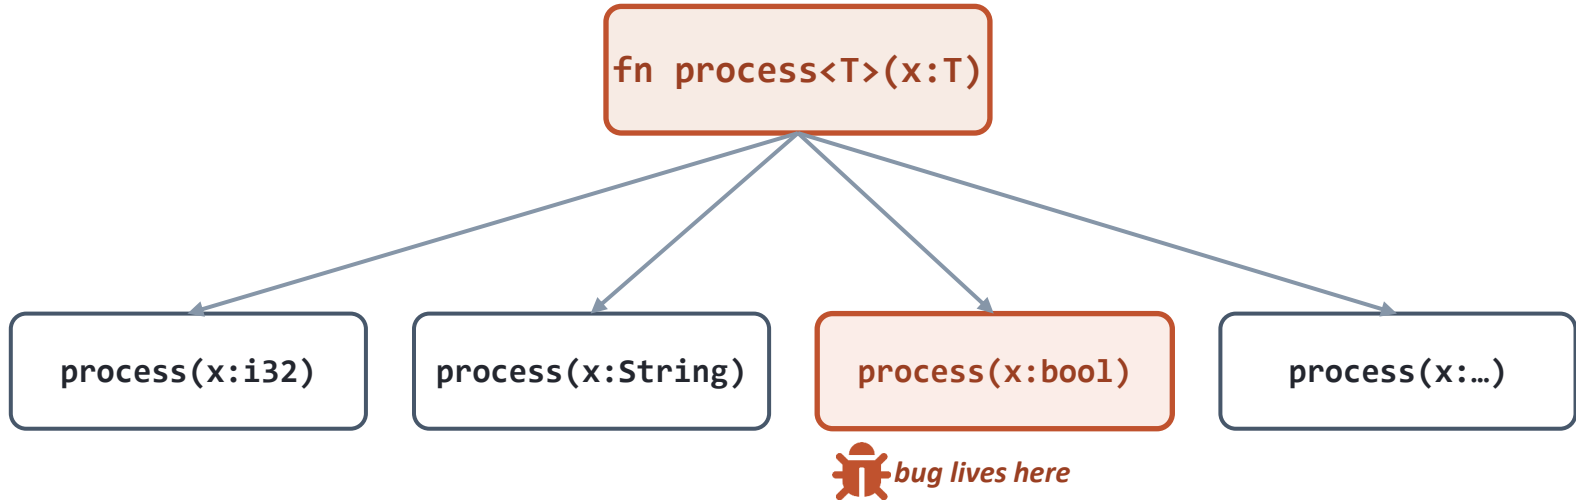 fn process<T>(x:T)
process(x:i32)
process(x:String)
process(x:bool)
process(x:…)
bug lives here